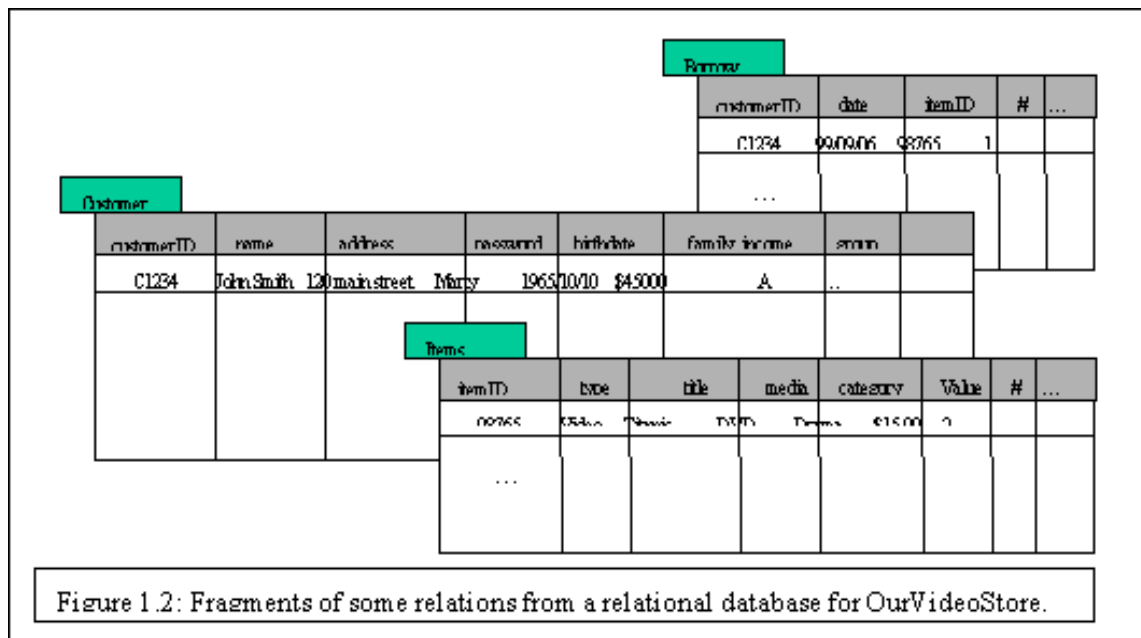 Borrow
customerID date itemID # ...
C1234 99/09/06 98765 1
...
Customer
customerID name address password birthdate family income group
C1234 John Smith 120 main street Marty 1965/10/10 $45000 A ..
Items
itemID type title media category Value # ...
98765 Video Titanic DVD Drama $15.00
...
Figure 1.2: Fragments of some relations from a relational database for OurVideoStore.